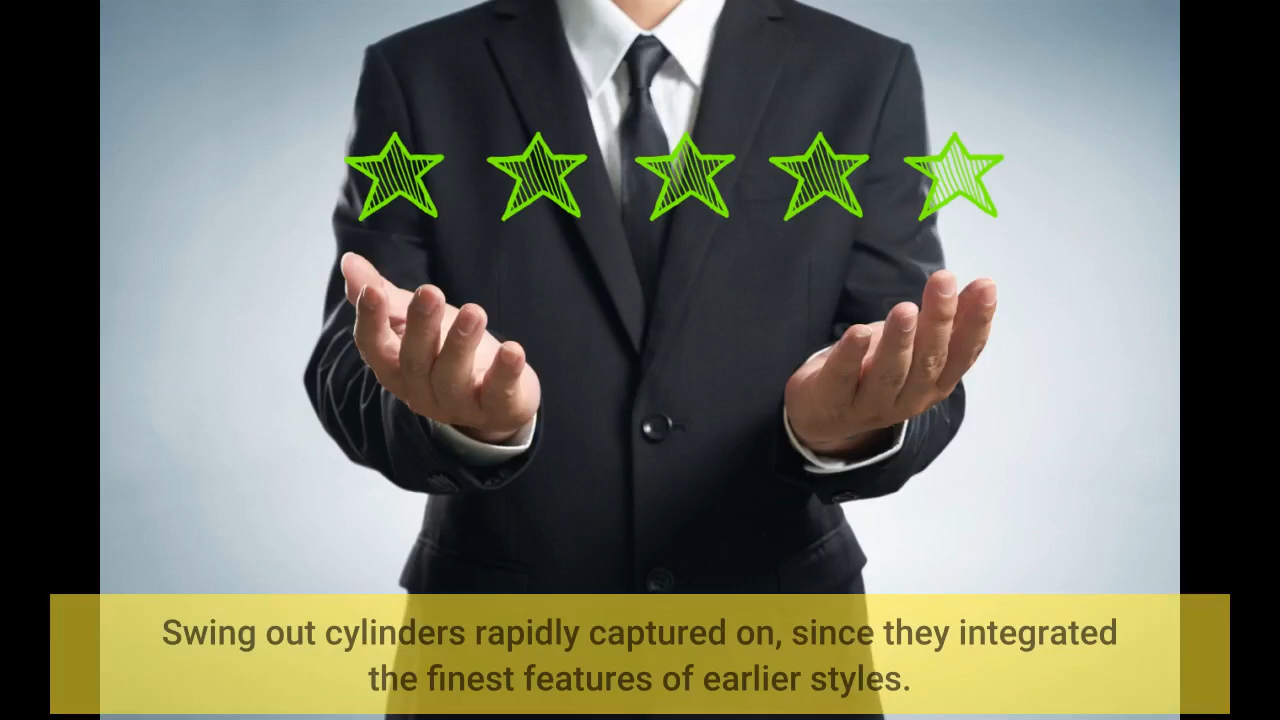 Swing out cylinders rapidly captured on, since they integrated
the finest features of earlier styles.